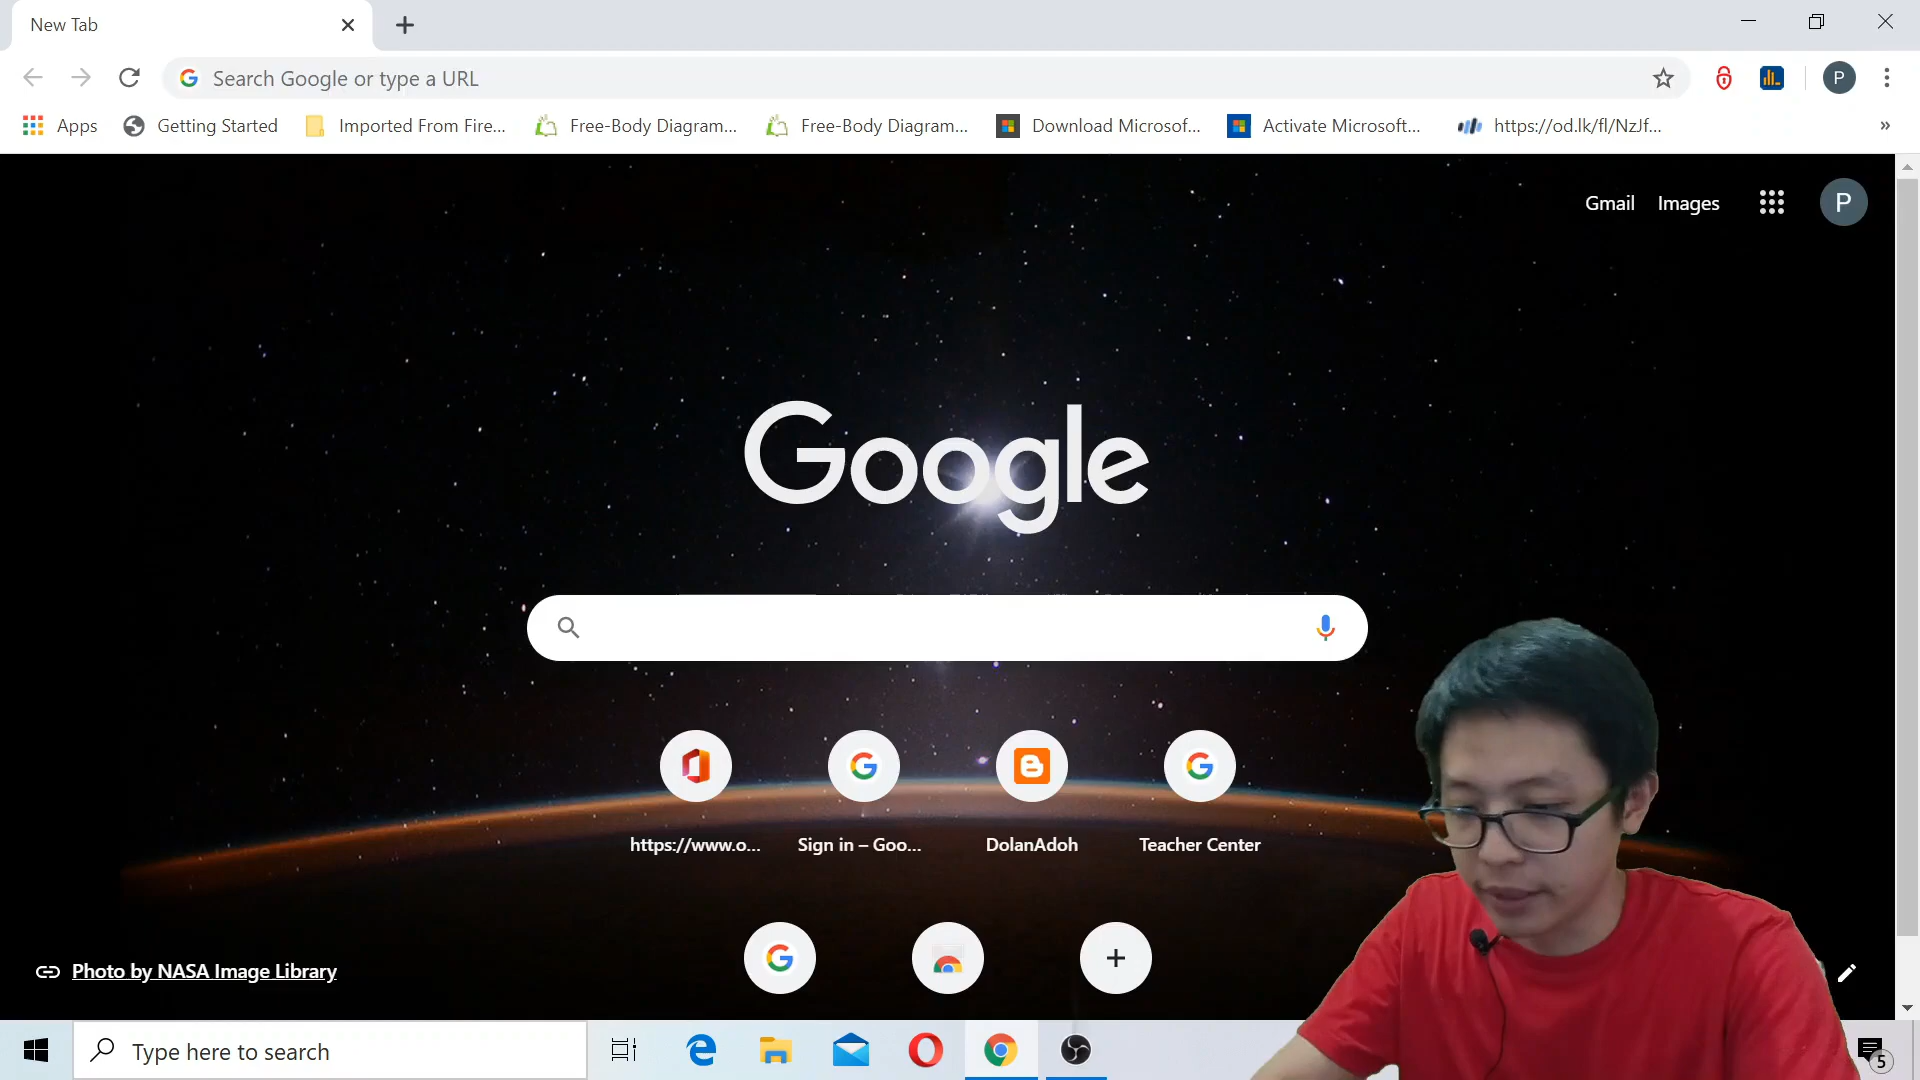 New Tab
Search Google or type a URL
Apps
Getting Started
Imported From Fire...
Free-Body Diagram...
Free-Body Diagram...
Download Microsof...
Activate Microsoft...
https://od.lk/fl/NzJf...
»
P
Gmail
Images
P
Google
https://www.o...
Sign in – Goo...
DolanAdoh
Teacher Center
Photo by NASA Image Library
Type here to search
5